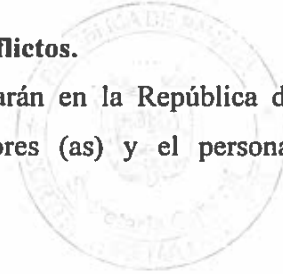 flictos.
arán en la República d
ores (as) y el persona